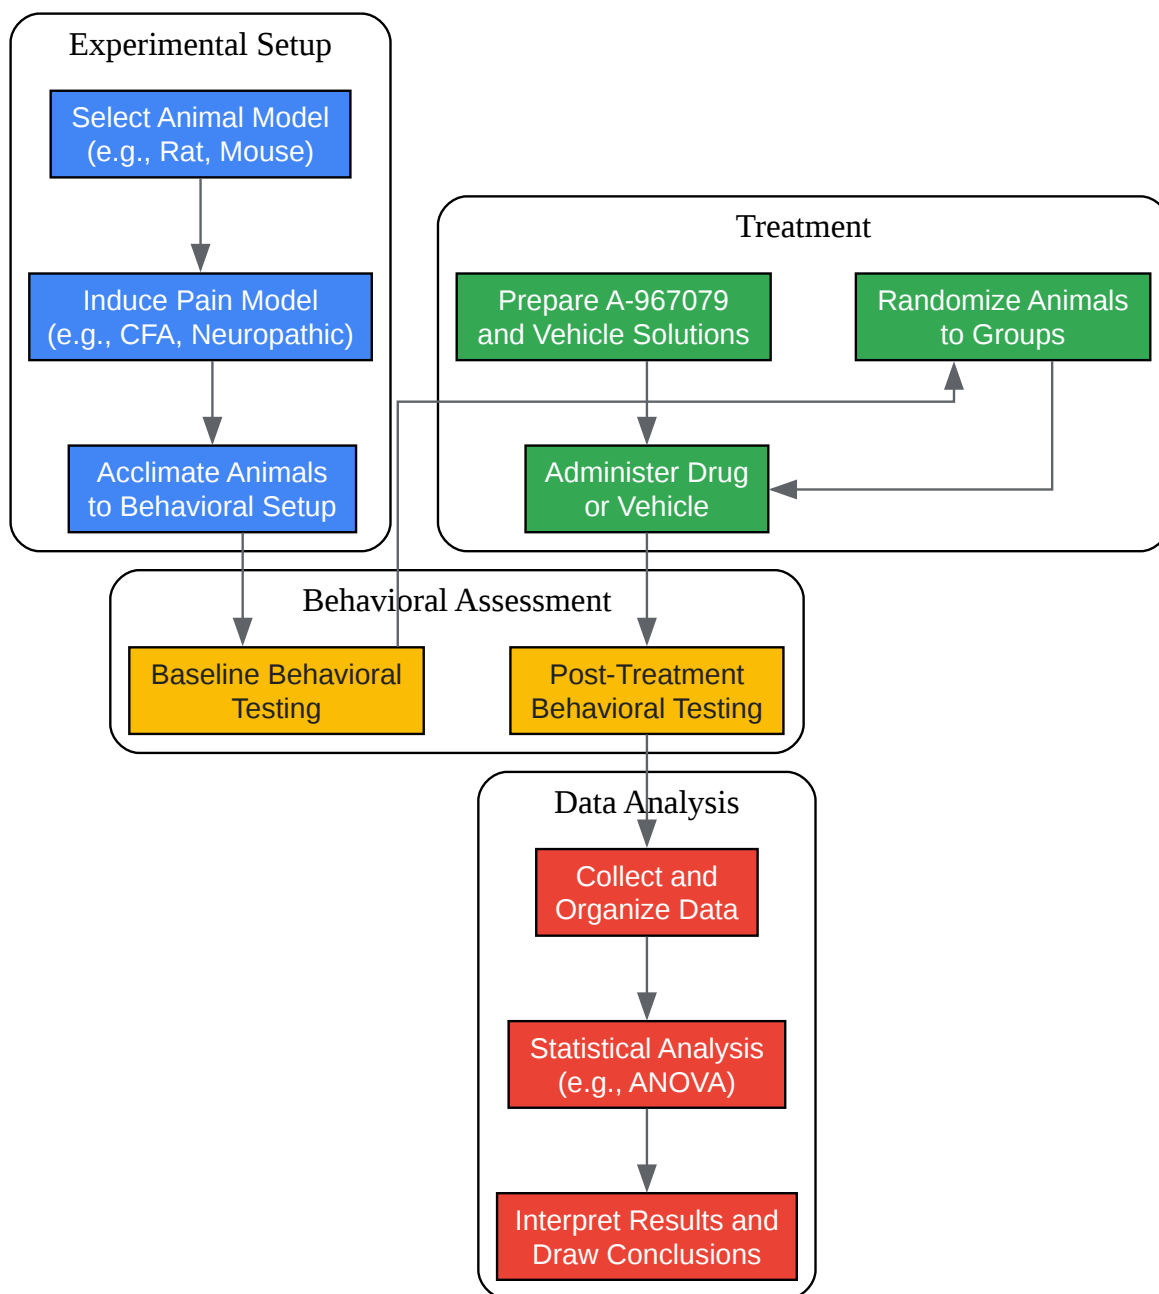 Experimental Setup
Select Animal Model
(e.g., Rat, Mouse)
Induce Pain Model
(e.g., CFA, Neuropathic)
Acclimate Animals
to Behavioral Setup
Treatment
Prepare A-967079
and Vehicle Solutions
Randomize Animals
to Groups
Administer Drug
or Vehicle
Behavioral Assessment
Baseline Behavioral
Testing
Post-Treatment
Behavioral Testing
Data Analysis
Collect and
Organize Data
Statistical Analysis
(e.g., ANOVA)
Interpret Results and
Draw Conclusions